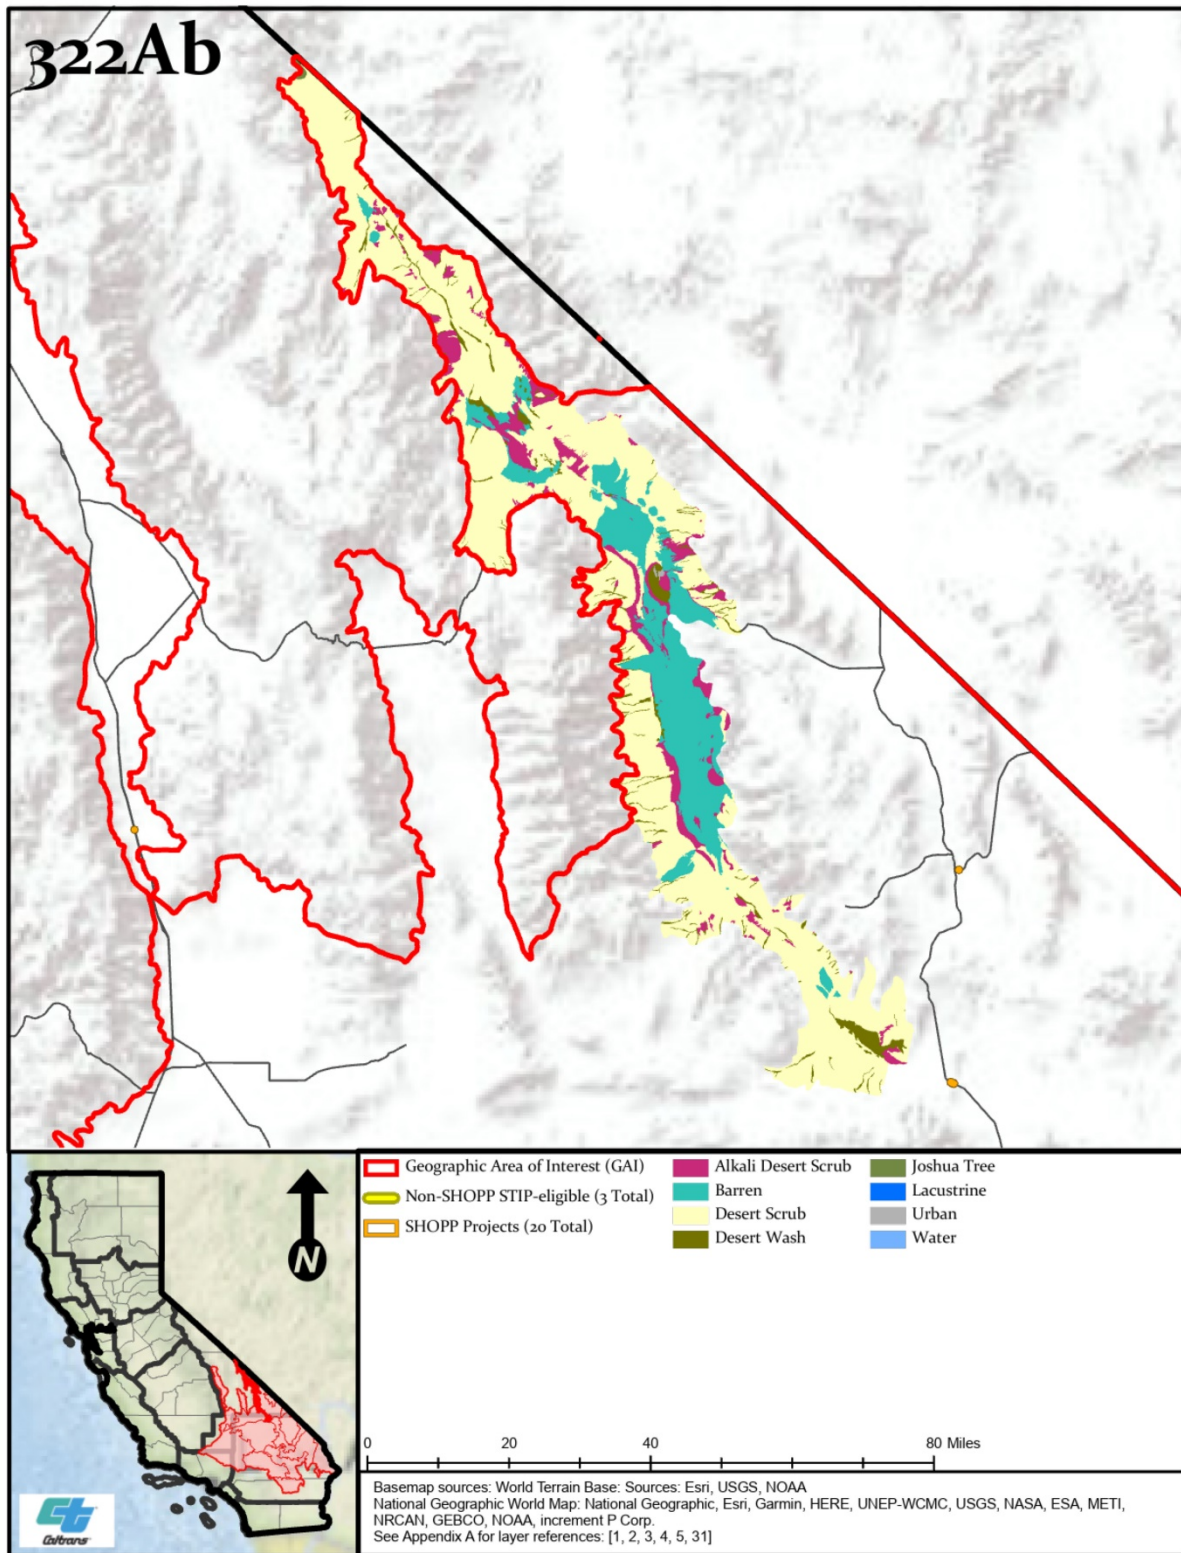 322Ab
Geographic Area of Interest (GAI)
Non-SHOPP STIP-eligible (3 Total)
SHOPP Projects (20 Total)
Alkali Desert Scrub
Barren
Desert Scrub
Desert Wash
Joshua Tree
Lacustrine
Urban
Water
N
0 20 40 80 Miles
Basemap sources: World Terrain Base: Sources: Esri, USGS, NOAA
National Geographic World Map: National Geographic, Esri, Garmin, HERE, UNEP-WCMC, USGS, NASA, ESA, METI,
NRCAN, GEBCO, NOAA, increment P Corp.
See Appendix A for layer references: [1, 2, 3, 4, 5, 31]
Caltrans